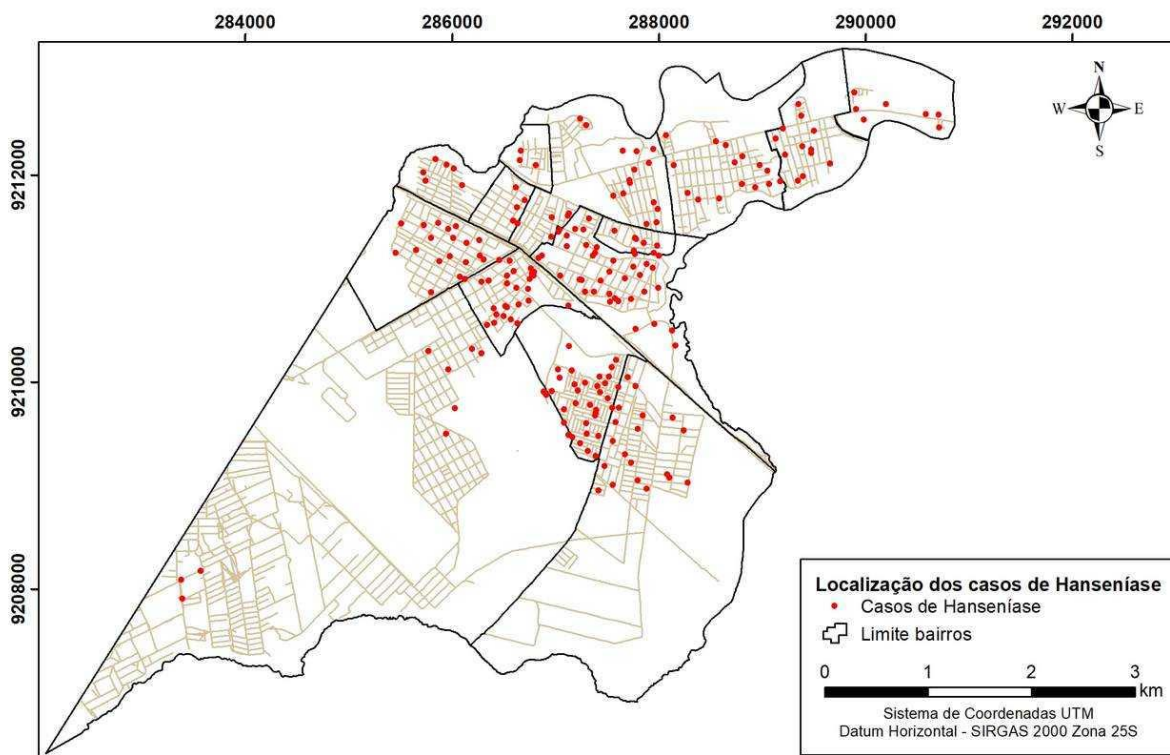 284000 286000 288000 290000 292000
N
W E
S
9212000
9210000
9208000
Localização dos casos de Hanseníase
Casos de Hanseníase
Limite bairros
0 1 2 3
km
Sistema de Coordenadas UTM
Datum Horizontal - SIRGAS 2000 Zona 25S